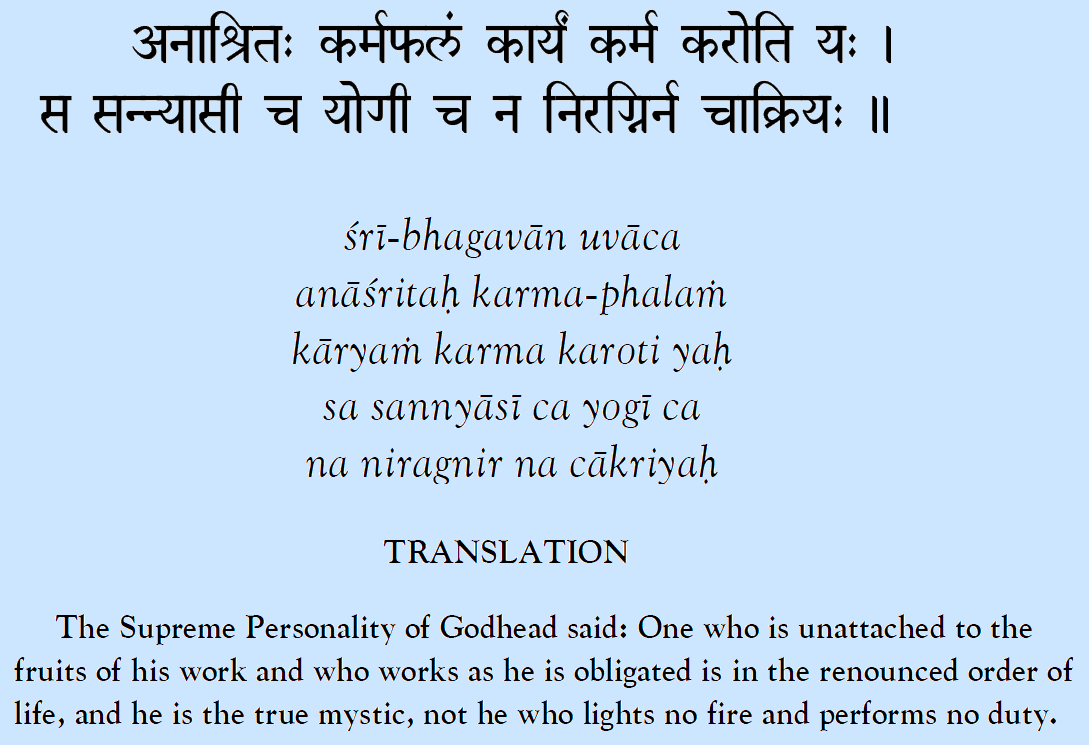 अनाश्रितः कर्मफलं कार्यं कर्म करोति यः ।
स सन्न्यासी च योगी च न निरग्निर्न चाक्रियः ॥
śrī-bhagavān uvāca
anāśritaḥ karma-phalaṁ
kāryaṁ karma karoti yaḥ
sa sannyāsī ca yogī ca
na niragnir na cākriyaḥ
TRANSLATION
The Supreme Personality of Godhead said: One who is unattached to the
fruits of his work and who works as he is obligated is in the renounced order of
life, and he is the true mystic, not he who lights no fire and performs no duty.